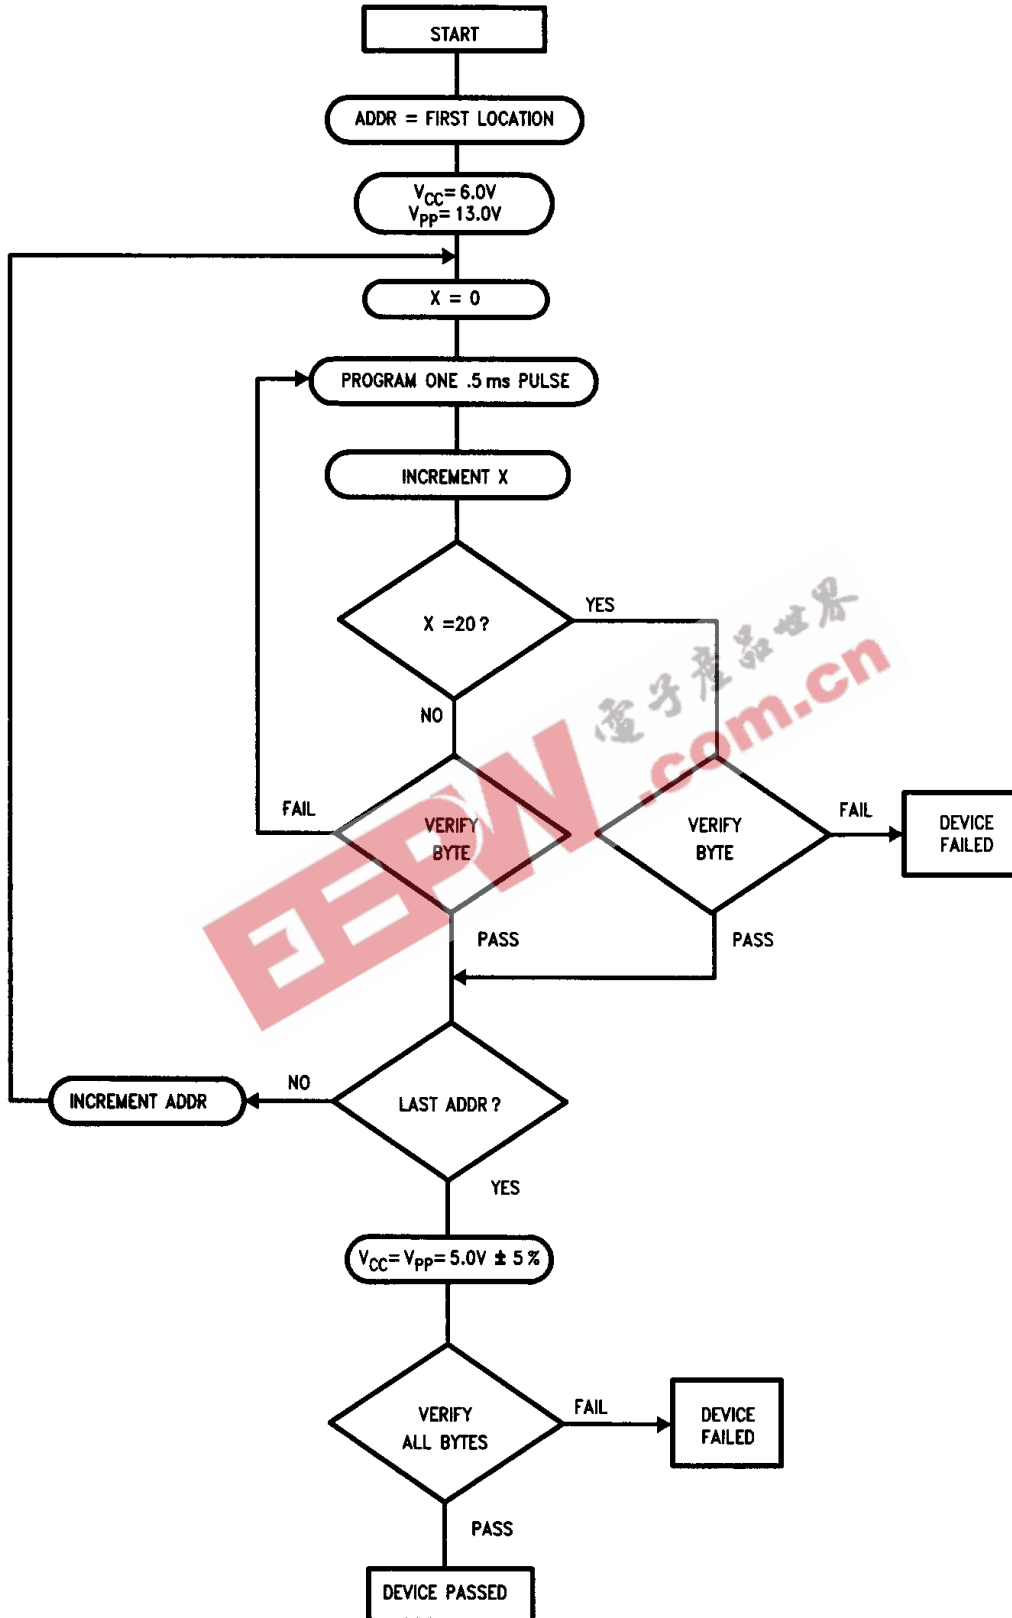 START
ADDR = FIRST LOCATION
VCC= 6.0V
VPP= 13.0V
X = 0
PROGRAM ONE .5 ms PULSE
INCREMENT X
X =20?
YES
NO
電子產品世界
.com.cn
EEPW
FAIL
VERIFY
BYTE
VERIFY
BYTE
FAIL
DEVICE
FAILED
PASS
PASS
INCREMENT ADDR
NO
LAST ADDR?
YES
VCC= VPP= 5.0V ± 5%
VERIFY
ALL BYTES
FAIL
DEVICE
FAILED
PASS
DEVICE PASSED